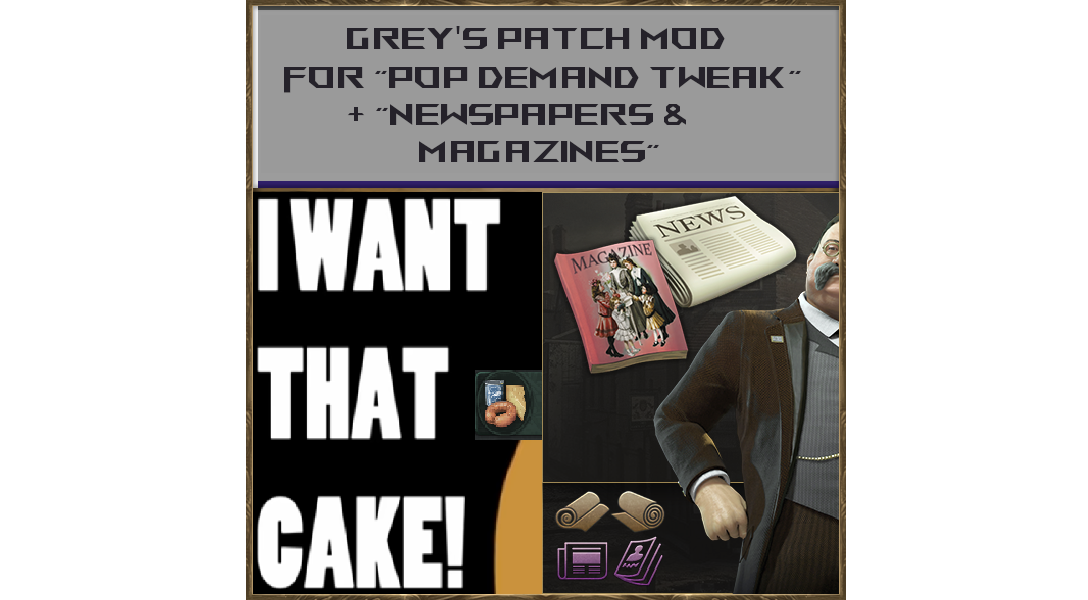 GREY'S PATCH MOD
FOR "POP DEMAND TWEAK"
+ "NEWSPAPERS &
MAGAZINES"
I WANT
THAT
CAKE!
NEWS
MAGAZINE